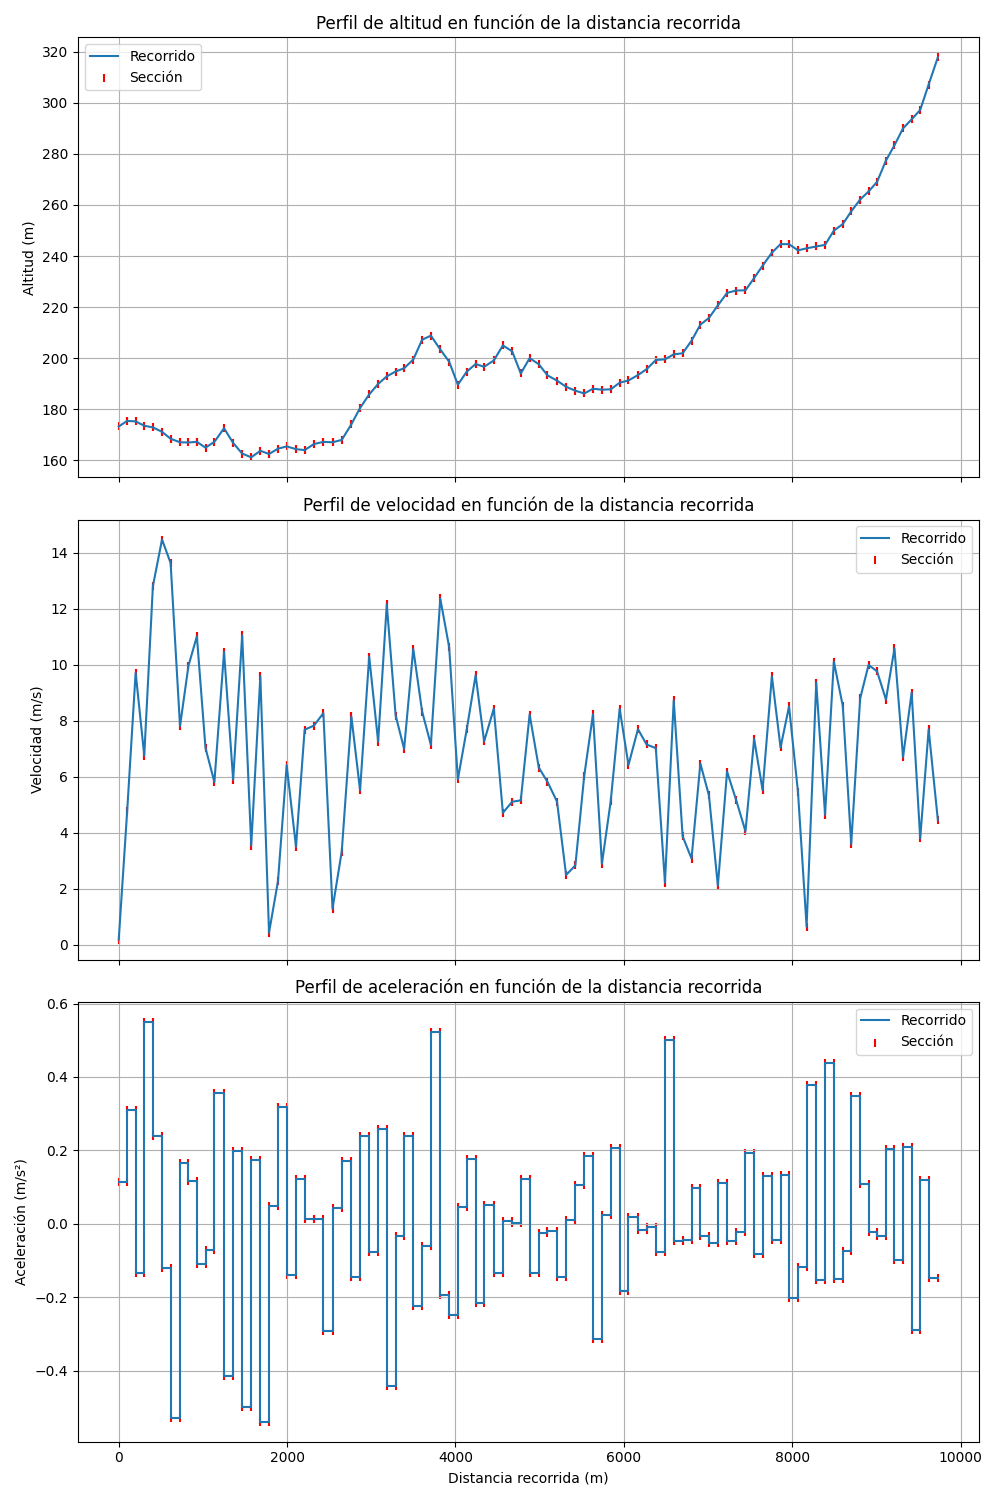 Perfil de altitud en función de la distancia recorrida
320
300
280
260
240
220
200
180
160
Altitud (m)
Recorrido
Sección
Perfil de velocidad en función de la distancia recorrida
14
12
10
8
6
4
2
0
Velocidad (m/s)
Recorrido
Sección
Perfil de aceleración en función de la distancia recorrida
0.6
0.4
0.2
0.0
−0.2
−0.4
Aceleración (m/s²)
Recorrido
Sección
0 2000 4000 6000 8000 10000
Distancia recorrida (m)